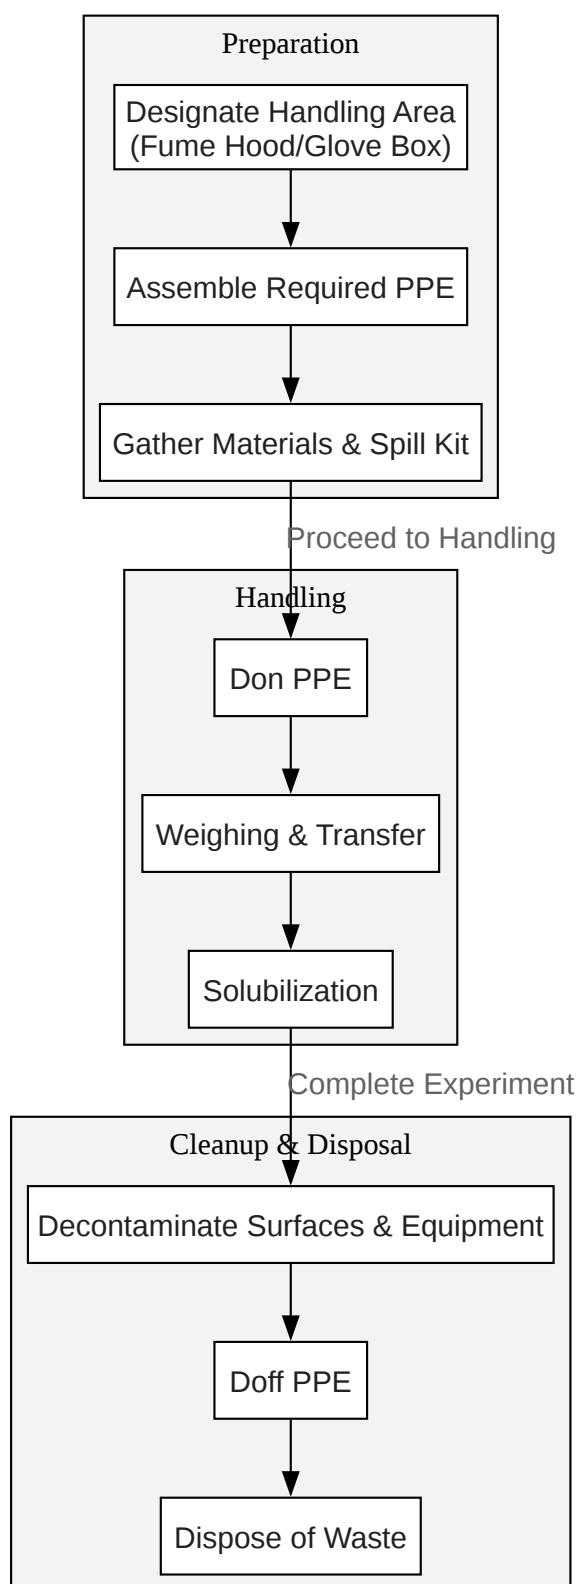 Preparation
Designate Handling Area
(Fume Hood/Glove Box)
Assemble Required PPE
Gather Materials & Spill Kit
Proceed to Handling
Handling
Don PPE
Weighing & Transfer
Solubilization
Complete Experiment
Cleanup & Disposal
Decontaminate Surfaces & Equipment
Doff PPE
Dispose of Waste